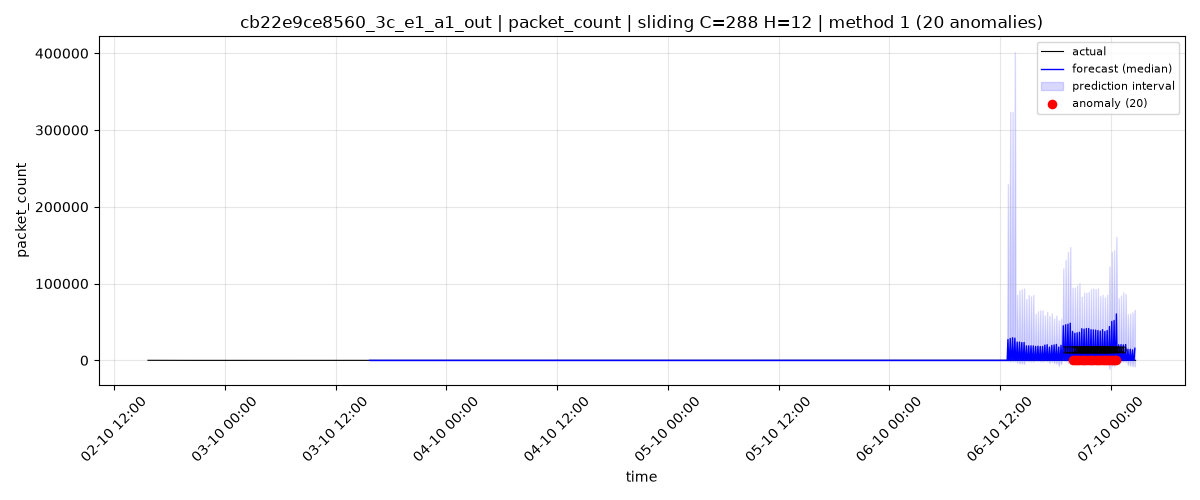 cb22e9ce8560_3c_e1_a1_out | packet_count | sliding C=288 H=12 | method 1 (20 anomalies)
actual
forecast (median)
prediction interval
anomaly (20)
packet_count
400000
300000
200000
100000
0
02-10 12:00
03-10 00:00
03-10 12:00
04-10 00:00
04-10 12:00
05-10 00:00
05-10 12:00
06-10 00:00
06-10 12:00
07-10 00:00
time